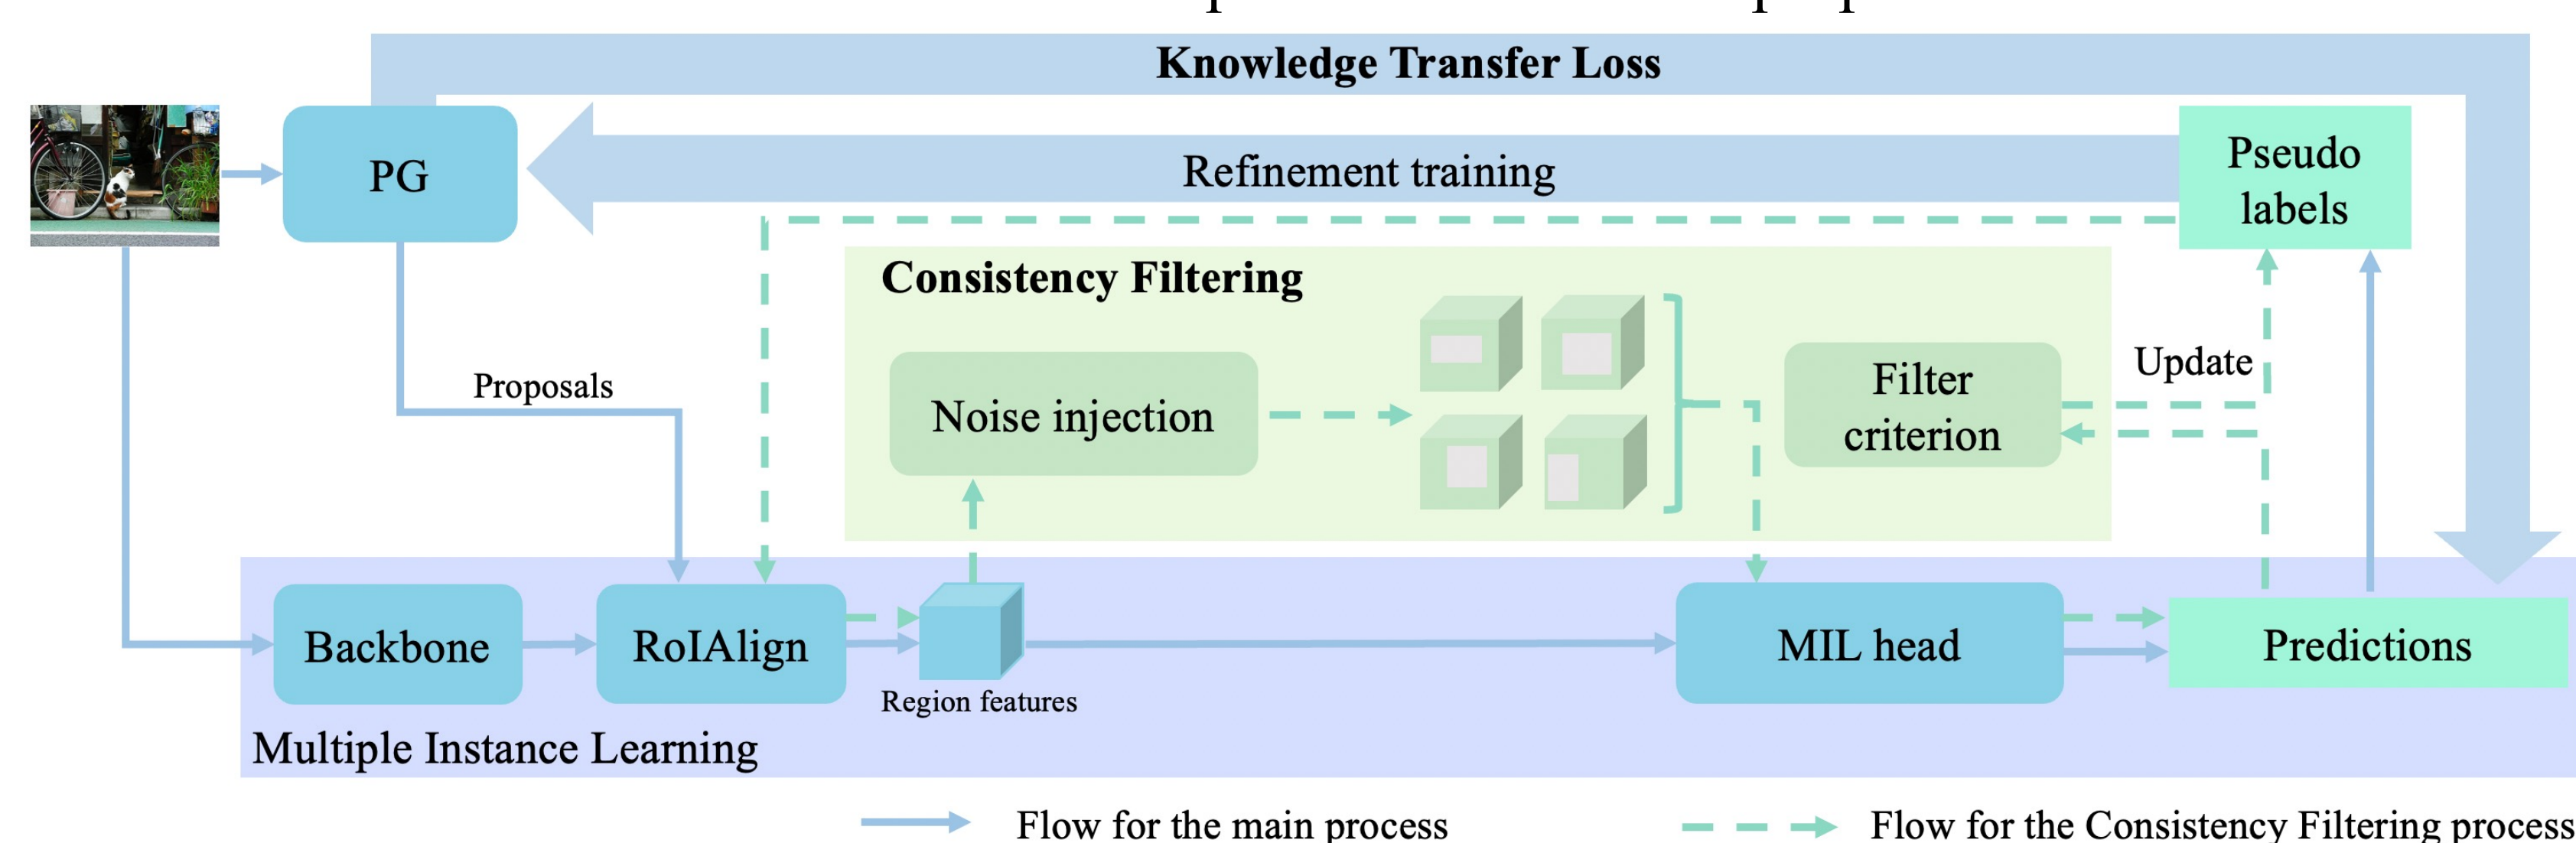 Knowledge Transfer Loss
PG
Refinement training
Pseudo
labels
Consistency Filtering
Proposals
Noise injection
Filter
criterion
Update
Backbone
RoIAlign
Region features
MIL head
Predictions
Multiple Instance Learning
Flow for the main process
Flow for the Consistency Filtering process